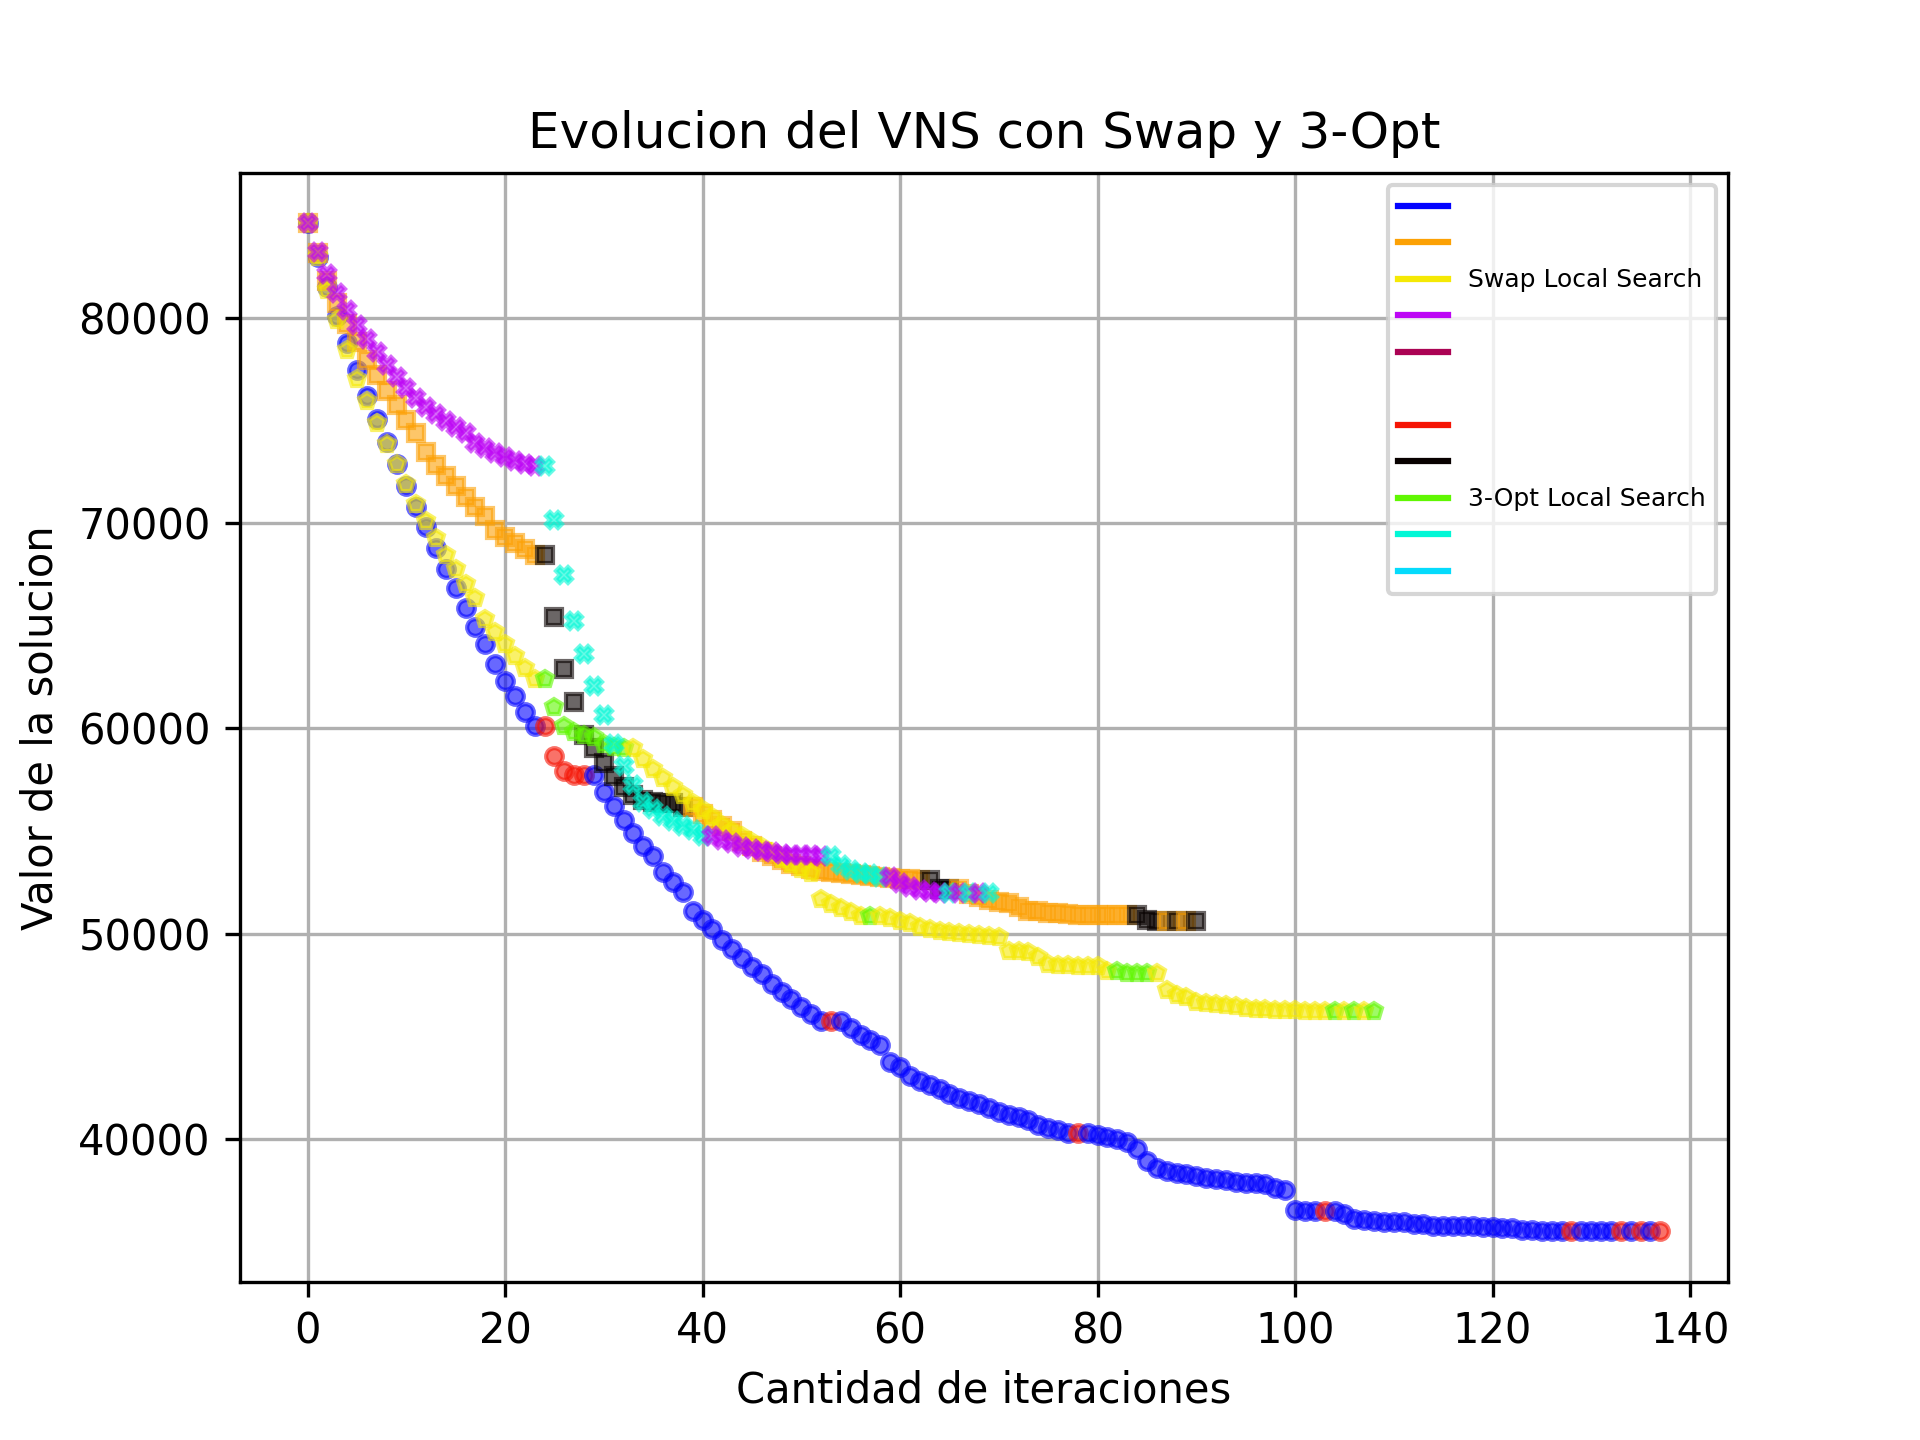 Evolucion del VNS con Swap y 3-Opt
Swap Local Search
3-Opt Local Search
Valor de la solucion
80000
70000
60000
50000
40000
0 20 40 60 80 100 120 140
Cantidad de iteraciones